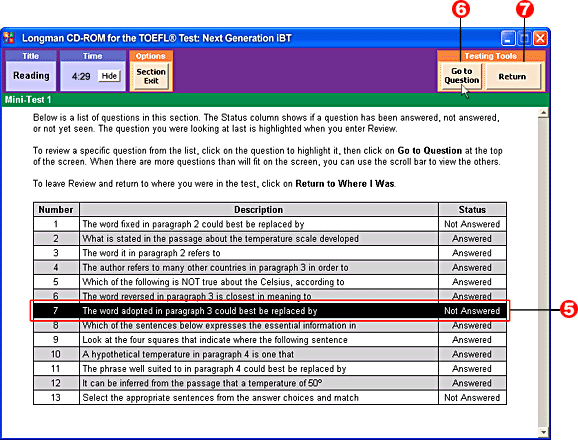 6
7
Longman CD-ROM for the TOEFL® Test: Next Generation iBT
Title
Time
Options
Testing Tools
Reading
4:29
Hide
Section
Exit
Go to
Question
Return
Mini-Test 1
Below is a list of questions in this section. The Status column shows if a question has been answered, not answered,
or not yet seen. The question you were looking at last is highlighted when you enter Review.
To review a specific question from the list, click on the question to highlight it, then click on Go to Question at the top
of the screen. When there are more questions than will fit on the screen, you can use the scroll bar to view the others.
To leave Review and return to where you were in the test, click on Return to Where I Was.
Number Description Status
1 The word fixed in paragraph 2 could best be replaced by Not Answered
2 What is stated in the passage about the temperature scale developed Answered
3 The word it in paragraph 2 refers to Answered
4 The author refers to many other countries in paragraph 3 in order to Answered
5 Which of the following is NOT true about the Celsius, according to Answered
6 The word reversed in paragraph 3 is closest in meaning to Answered
7 The word adopted in paragraph 3 could best be replaced by Not Answered
5
8 Which of the sentences below expresses the essential information in Answered
9 Look at the four squares that indicate where the following sentence Answered
10 A hypothetical temperature in paragraph 4 is one that Answered
11 The phrase well suited to in paragraph 4 could best be replaced by Answered
12 It can be inferred from the passage that a temperature of 50º Answered
13 Select the appropriate sentences from the answer choices and match Not Answered